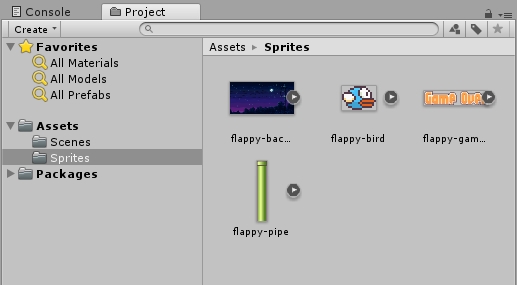 Console
Project
Create
Favorites
All Materials
All Models
All Prefabs
Assets
Scenes
Sprites
Packages
Assets ▸ Sprites
flappy-bac...
flappy-bird
flappy-gam...
Game Ove
flappy-pipe